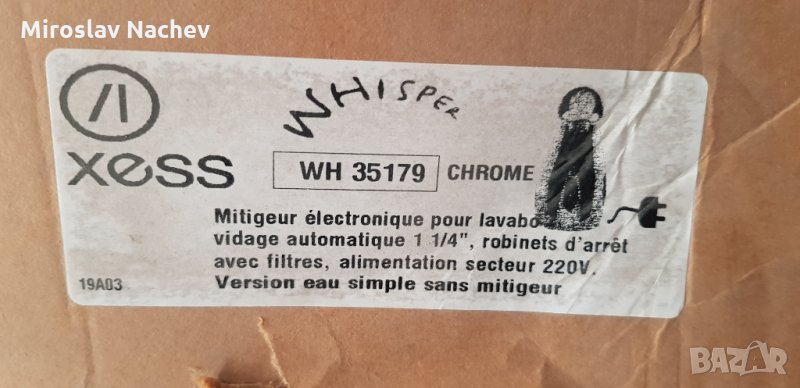 Miroslav Nachev
WHISPER
xess
WH 35179 CHROME
Mitigeur électronique pour lavabo
vidage automatique 1 1/4", robinets d'arrêt
avec filtres, alimentation secteur 220V.
19A03 Version eau simple sans mitigeur
BAZAR